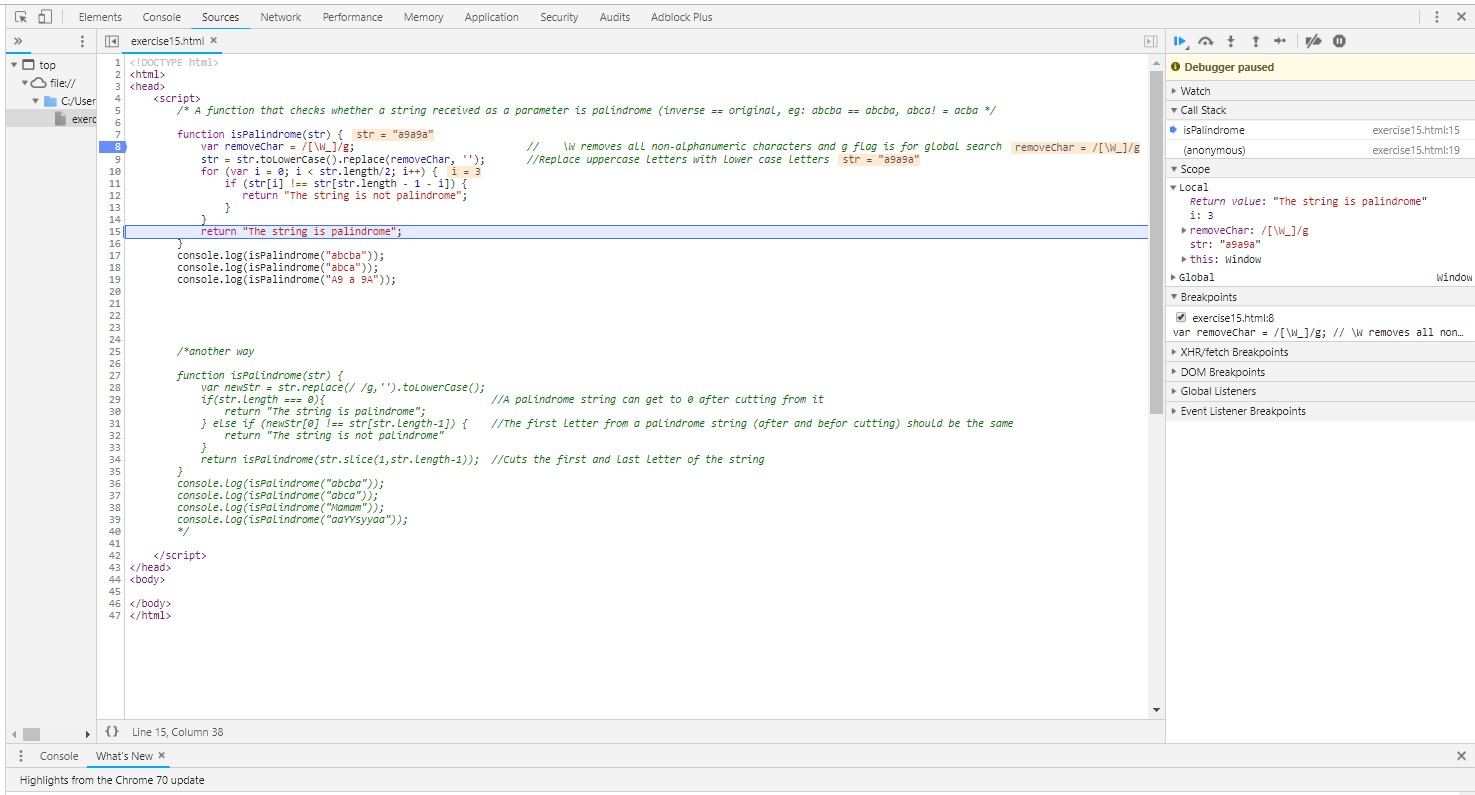 Elements Console Sources Network Performance Memory Application Security Audits Adblock Plus
» exercise15.html ×
top
file://
C:/User
exerc
1 <!DOCTYPE html>
2 <html>
3 <head>
4 <script>
5 /* A function that checks whether a string received as a parameter is palindrome (inverse == original, eg: abcba == abcba, abca! = acba */
6
7 function isPalindrome(str) { str = "a9a9a"
8 var removeChar = /[\W_]/g; // \W removes all non-alphanumeric characters and g flag is for global search removeChar = /[\W_]/g
9 str = str.toLowerCase().replace(removeChar, ''); //Replace uppercase letters with lower case letters str = "a9a9a"
10 for (var i = 0; i < str.length/2; i++) { i = 3
11 if (str[i] !== str[str.length - 1 - i]) {
12 return "The string is not palindrome";
13 }
14 }
15 return "The string is palindrome";
16 }
17 console.log(isPalindrome("abcba"));
18 console.log(isPalindrome("abca"));
19 console.log(isPalindrome("A9 a 9A"));
20
21
22
23
24
25 /*another way
26
27 function isPalindrome(str) {
28 var newStr = str.replace(/ /g,'').toLowerCase();
29 if(str.length === 0){ //A palindrome string can get to 0 after cutting from it
30 return "The string is palindrome";
31 } else if (newStr[0] !== str[str.length-1]) { //The first letter from a palindrome string (after and befor cutting) should be the same
32 return "The string is not palindrome"
33 }
34 return isPalindrome(str.slice(1,str.length-1)); //Cuts the first and last letter of the string
35 }
36 console.log(isPalindrome("abcba"));
37 console.log(isPalindrome("abca"));
38 console.log(isPalindrome("Mamam"));
39 console.log(isPalindrome("aaYYsyyaa"));
40 */
41
42 </script>
43 </head>
44 <body>
45
46 </body>
47 </html>
{} Line 15, Column 38
Debugger paused
Watch
Call Stack
isPalindrome exercise15.html:15
(anonymous) exercise15.html:19
Scope
Local
Return value: "The string is palindrome"
i: 3
removeChar: /[\W_]/g
str: "a9a9a"
this: Window
Global Window
Breakpoints
exercise15.html:8
var removeChar = /[\W_]/g; // \W removes all non…
XHR/fetch Breakpoints
DOM Breakpoints
Global Listeners
Event Listener Breakpoints
Console What's New ×
Highlights from the Chrome 70 update